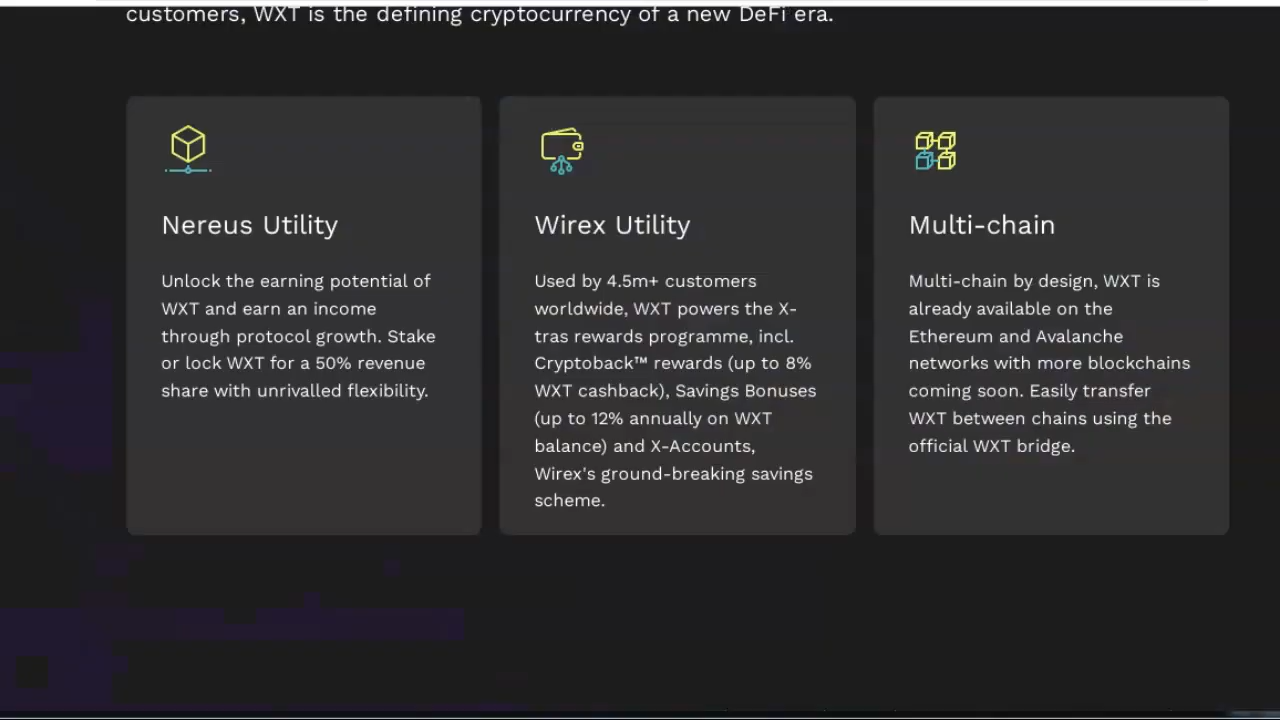 customers, WXT is the defining cryptocurrency of a new DeFi era.
Nereus Utility
Unlock the earning potential of
WXT and earn an income
through protocol growth. Stake
or lock WXT for a 50% revenue
share with unrivalled flexibility.
Wirex Utility
Used by 4.5m+ customers
worldwide, WXT powers the X-
tras rewards programme, incl.
Cryptoback™ rewards (up to 8%
WXT cashback), Savings Bonuses
(up to 12% annually on WXT
balance) and X-Accounts,
Wirex's ground-breaking savings
scheme.
Multi-chain
Multi-chain by design, WXT is
already available on the
Ethereum and Avalanche
networks with more blockchains
coming soon. Easily transfer
WXT between chains using the
official WXT bridge.